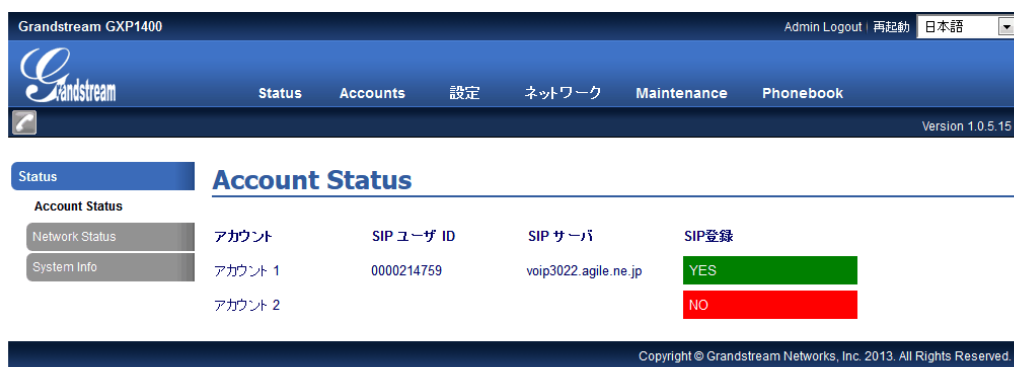 Grandstream GXP1400
Admin Logout | 再起動 日本語
Grandstream
Status Accounts 設定 ネットワーク Maintenance Phonebook
Version 1.0.5.15
Status
Account Status
Network Status
System Info
Account Status
アカウント SIP ユーザ ID SIP サーバ SIP登録
アカウント 1 0000214759 voip3022.agile.ne.jp YES
アカウント 2 NO
Copyright © Grandstream Networks, Inc. 2013. All Rights Reserved.